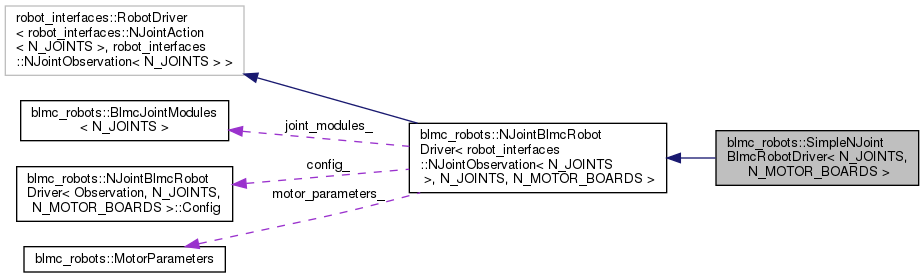 robot_interfaces::RobotDriver
< robot_interfaces::NJointAction
< N_JOINTS >, robot_interfaces
::NJointObservation< N_JOINTS > >
blmc_robots::BlmcJointModules
< N_JOINTS >
blmc_robots::NJointBlmcRobot
Driver< Observation, N_JOINTS,
N_MOTOR_BOARDS >::Config
blmc_robots::MotorParameters
joint_modules_
config_
motor_parameters_
blmc_robots::NJointBlmcRobot
Driver< robot_interfaces
::NJointObservation< N_JOINTS
>, N_JOINTS, N_MOTOR_BOARDS >
blmc_robots::SimpleNJoint
BlmcRobotDriver< N_JOINTS,
N_MOTOR_BOARDS >